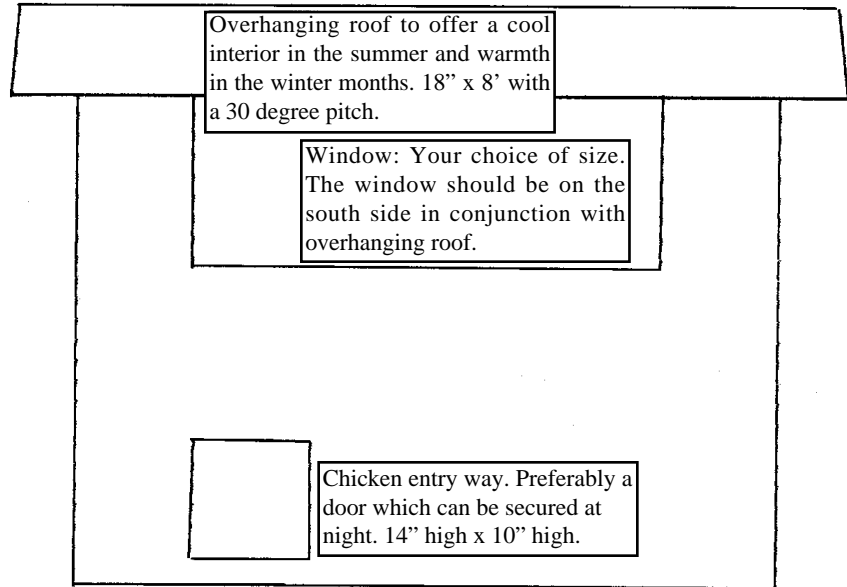 Overhanging roof to offer a cool
interior in the summer and warmth
in the winter months. 18” x 8’ with
a 30 degree pitch.
Window: Your choice of size.
The window should be on the
south side in conjunction with
overhanging roof.
Chicken entry way. Preferably a
door which can be secured at
night. 14” high x 10” high.